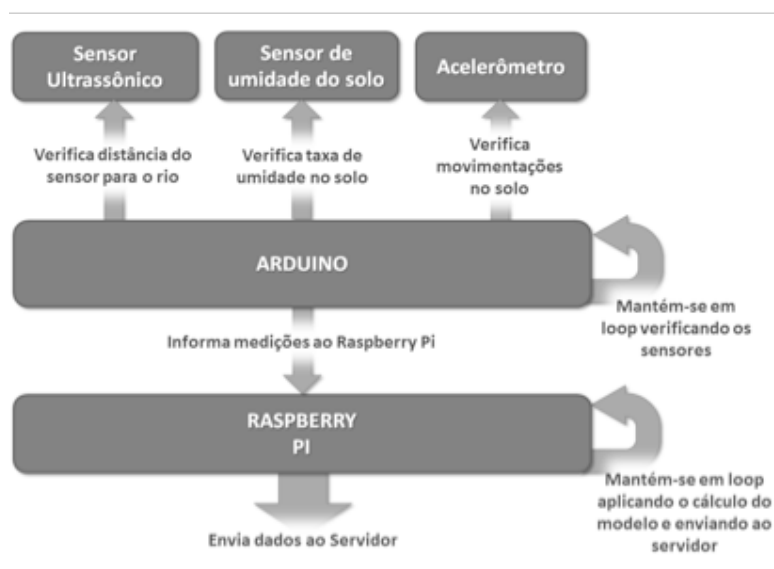 Sensor
Ultrassônico
Sensor de
umidade do solo
Acelerômetro
Verifica distância do
sensor para o rio
Verifica taxa de
umidade no solo
Verifica
movimentações
no solo
ARDUINO
Mantém-se em
loop verificando os
sensores
Informa medições ao Raspberry Pi
RASPBERRY
PI
Mantém-se em loop
aplicando o cálculo do
modelo e enviando ao
servidor
Envia dados ao Servidor